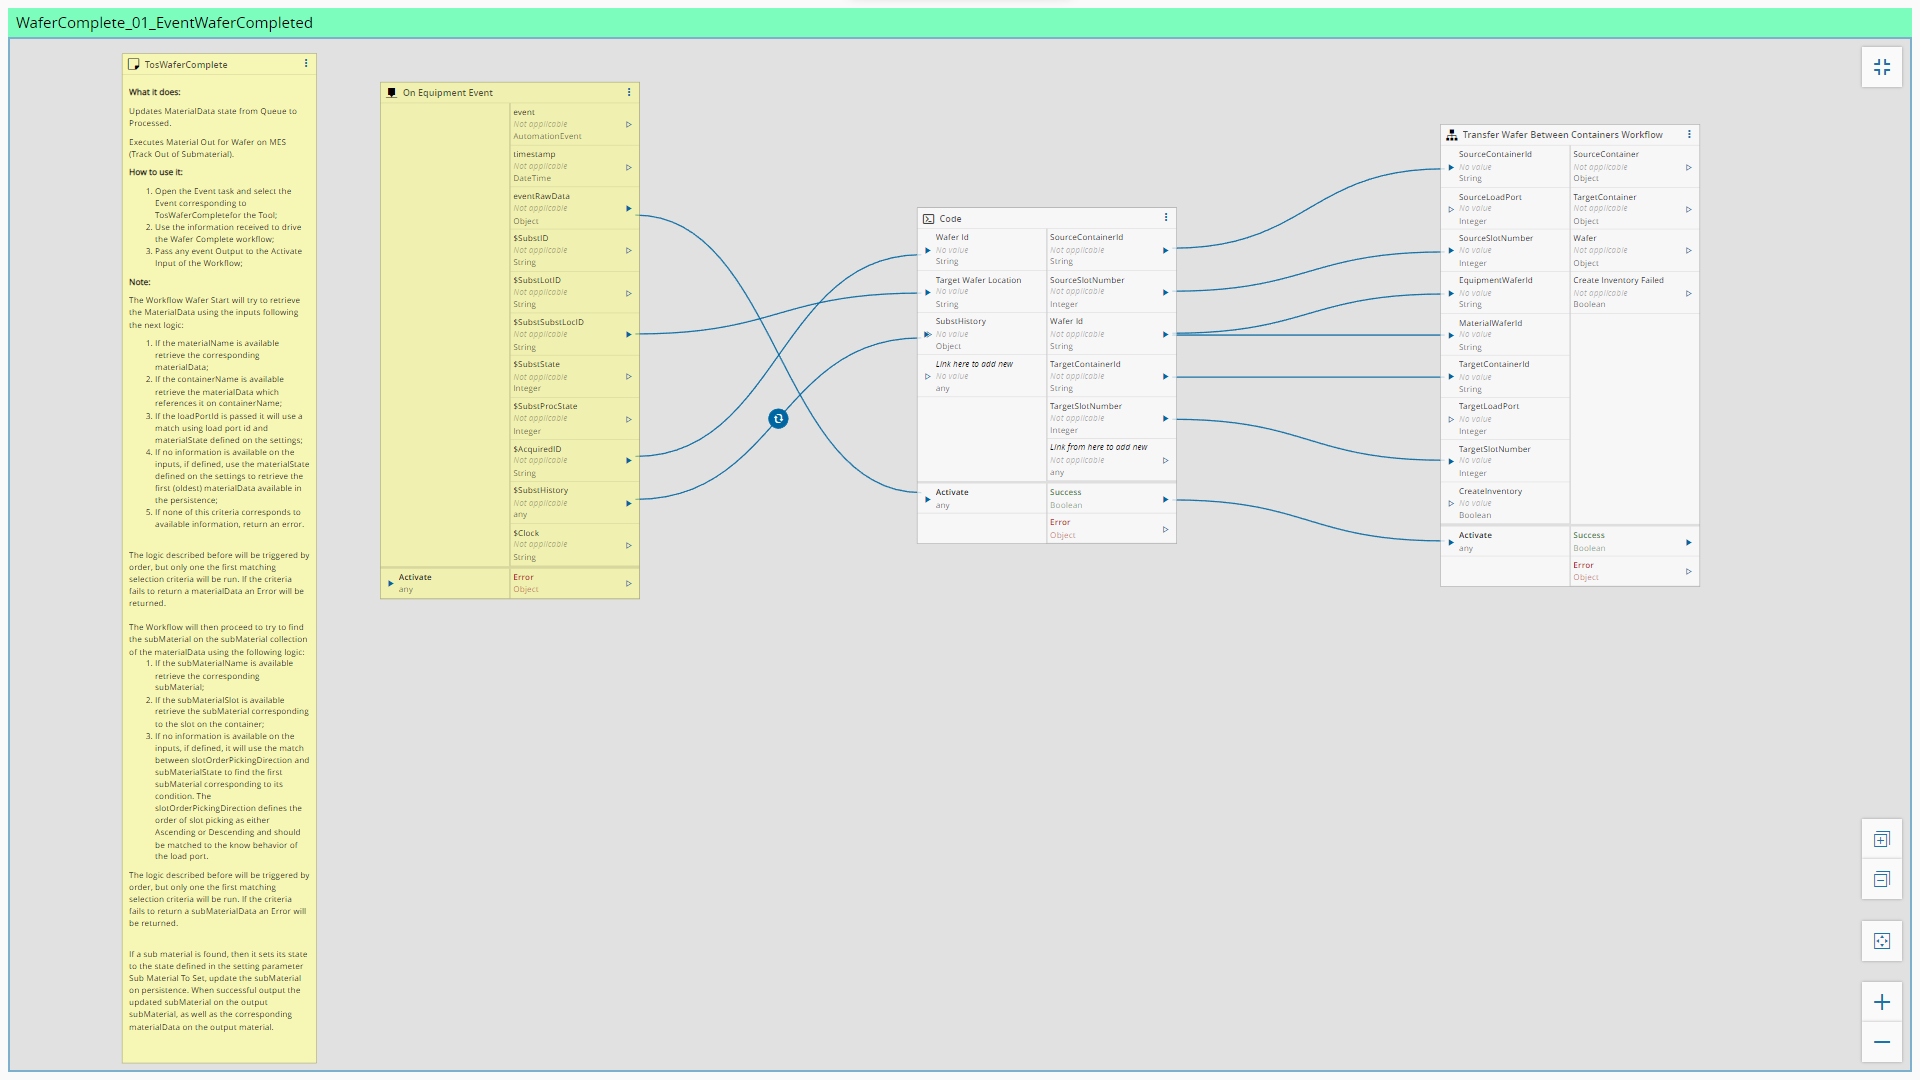 WaferComplete_01_EventWaferCompleted
TosWaferComplete
What it does:
Updates MaterialData state from Queue to
Processed.
Executes Material Out for Wafer on MES
(Track Out of Submaterial).
How to use it:
1. Open the Event task and select the
Event corresponding to
TosWaferCompletefor the Tool;
2. Use the information received to drive
the Wafer Complete workflow;
3. Pass any event Output to the Activate
Input of the Workflow;
Note:
The Workflow Wafer Start will try to retrieve
the MaterialData using the inputs following
the next logic:
1. If the materialName is available
retrieve the corresponding
materialData;
2. If the containerName is available
retrieve the materialData which
references it on containerName;
3. If the loadPortId is passed it will use a
match using load port id and
materialState defined on the settings;
4. If no information is available on the
inputs, if defined, use the materialState
defined on the settings to retrieve the
first (oldest) materialData available in
the persistence;
5. If none of this criteria corresponds to
available information, return an error.
The logic described before will be triggered by
order, but only one the first matching
selection criteria will be run. If the criteria
fails to return a materialData an Error will be
returned.
The Workflow will then proceed to try to find
the subMaterial on the subMaterial collection
of the materialData using the following logic:
1. If the subMaterialName is available
retrieve the corresponding
subMaterial;
2. If the subMaterialSlot is available
retrieve the subMaterial corresponding
to the slot on the container;
3. If no information is available on the
inputs, if defined, it will use the match
between slotOrderPickingDirection and
subMaterialState to find the first
subMaterial corresponding to its
condition. The
slotOrderPickingDirection defines the
order of slot picking as either
Ascending or Descending and should
be matched to the know behavior of
the load port.
The logic described before will be triggered by
order, but only one the first matching
selection criteria will be run. If the criteria
fails to return a subMaterialData an Error will
be returned.
If a sub material is found, then it sets its state
to the state defined in the setting parameter
Sub Material To Set, update the subMaterial
on persistence. When successful output the
updated subMaterial on the output
subMaterial, as well as the corresponding
materialData on the output material.
On Equipment Event
event
Not applicable
AutomationEvent
timestamp
Not applicable
DateTime
eventRawData
Not applicable
Object
$SubstID
Not applicable
String
$SubstLotID
Not applicable
String
$SubstSubstLocID
Not applicable
String
$SubstState
Not applicable
Integer
$SubstProcState
Not applicable
Integer
$AcquiredID
Not applicable
String
$SubstHistory
Not applicable
any
$Clock
Not applicable
String
Activate
any
Error
Object
Code
Wafer Id
No value
String
Target Wafer Location
No value
String
SubstHistory
No value
Object
Link here to add new
No value
any
SourceContainerId
Not applicable
String
SourceSlotNumber
Not applicable
Integer
Wafer Id
Not applicable
String
TargetContainerId
Not applicable
String
TargetSlotNumber
Not applicable
Integer
Link from here to add new
Not applicable
any
Activate
any
Success
Boolean
Error
Object
Transfer Wafer Between Containers Workflow
SourceContainerId
No value
String
SourceLoadPort
No value
Integer
SourceSlotNumber
No value
Integer
EquipmentWaferId
No value
String
MaterialWaferId
No value
String
TargetContainerId
No value
String
TargetLoadPort
No value
Integer
TargetSlotNumber
No value
Integer
CreateInventory
No value
Boolean
SourceContainer
Not applicable
Object
TargetContainer
Not applicable
Object
Wafer
Not applicable
Object
Create Inventory Failed
Not applicable
Boolean
Activate
any
Success
Boolean
Error
Object